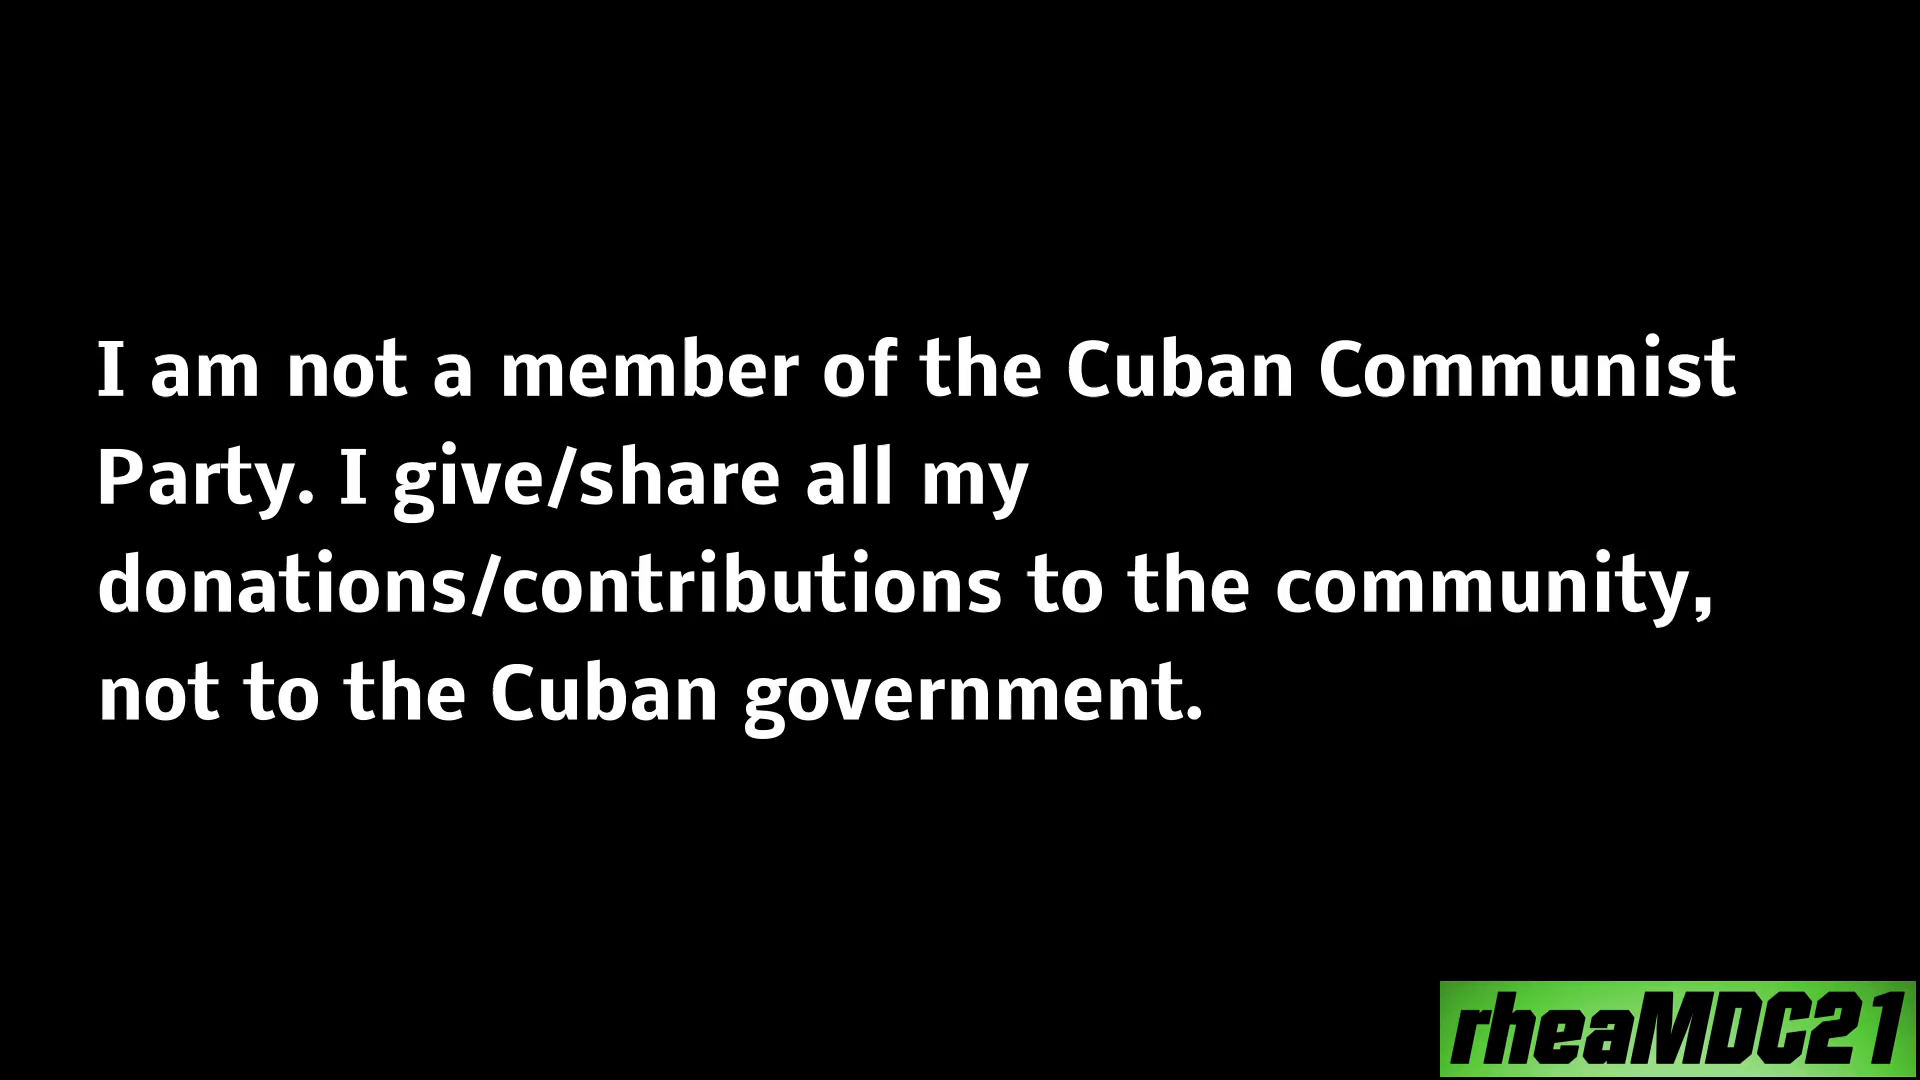 I am not a member of the Cuban Communist
Party. I give/share all my
donations/contributions to the community,
not to the Cuban government.
rheaMDC21